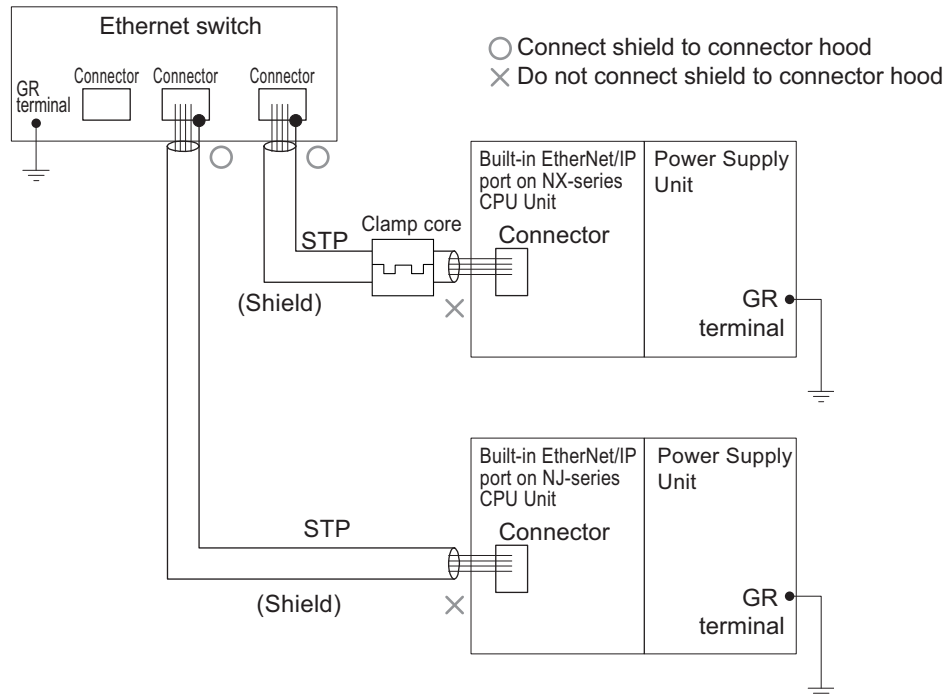 Ethernet switch
GR
terminal
Connector
Connector
Connector
○ Connect shield to connector hood
× Do not connect shield to connector hood
Built-in EtherNet/IP
port on NX-series
CPU Unit
Connector
Power Supply
Unit
GR
terminal
Clamp core
STP
(Shield)
Built-in EtherNet/IP
port on NJ-series
CPU Unit
Connector
Power Supply
Unit
GR
terminal
STP
(Shield)